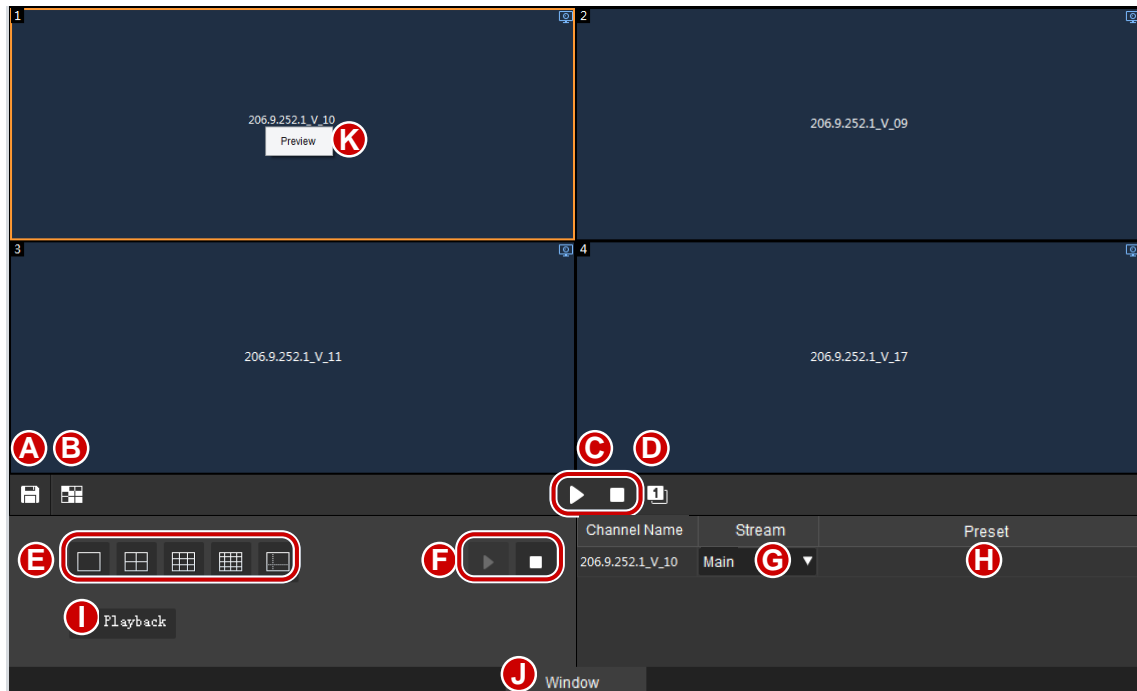 1
2
206.9.252.1_V_10
Preview
K
206.9.252.1_V_09
3
4
206.9.252.1_V_11
206.9.252.1_V_17
A
B
C
D
1
Channel Name
Stream
Preset
E
F
206.9.252.1_V_10
Main
G
H
I
Playback
J
Window